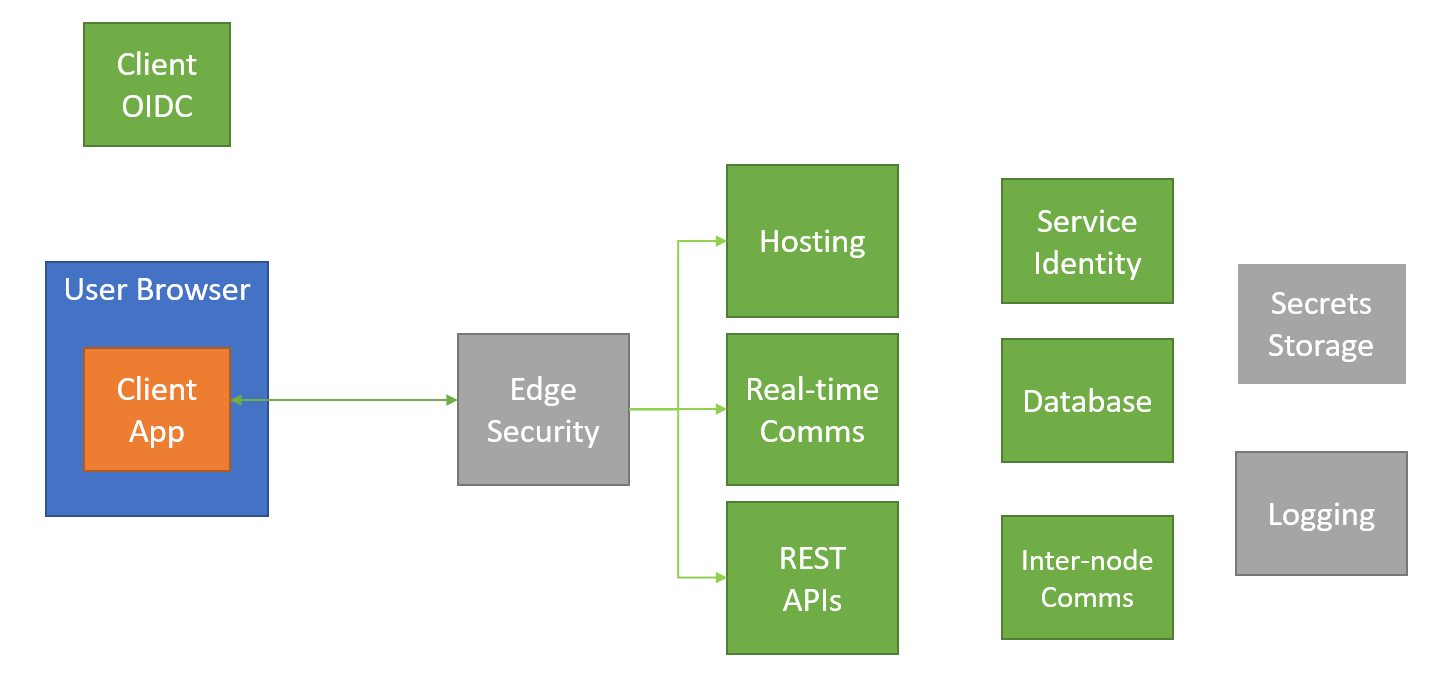 Client
OIDC
User Browser
Client
App
Edge
Security
Hosting
Real-time
Comms
REST
APIs
Service
Identity
Database
Inter-node
Comms
Secrets
Storage
Logging